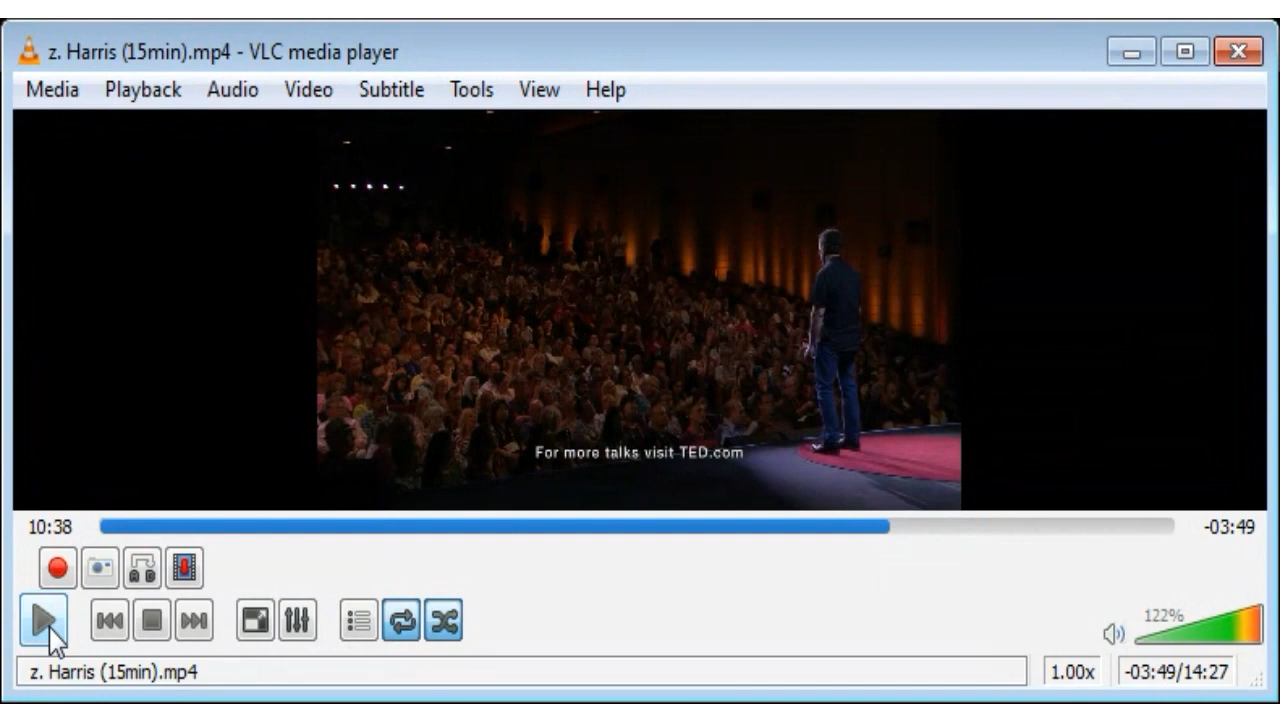 z. Harris (15min).mp4 - VLC media player
Media Playback Audio Video Subtitle Tools View Help
For more talks visit TED.com
10:38 -03:49
A B
122%
z. Harris (15min).mp4 1.00x -03:49/14:27